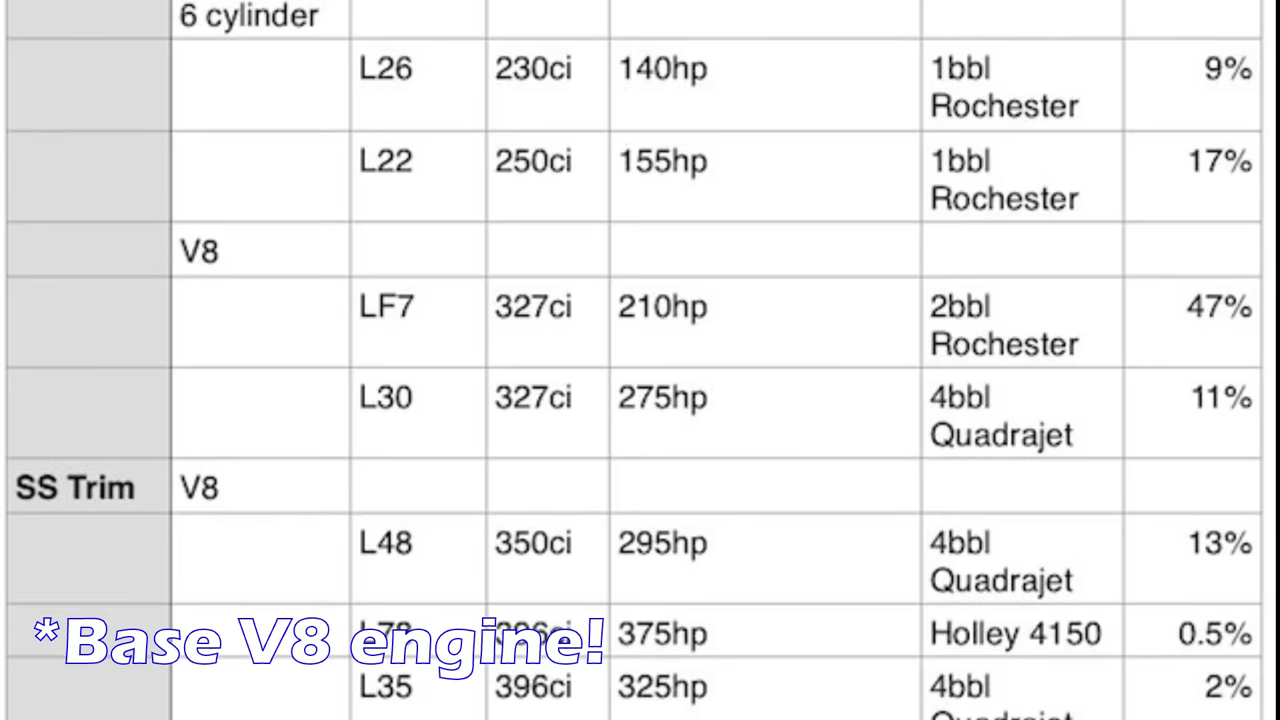 6 cylinder
L26 230ci 140hp 1bbl 9%
Rochester
L22 250ci 155hp 1bbl 17%
Rochester
V8
LF7 327ci 210hp 2bbl 47%
Rochester
L30 327ci 275hp 4bbl 11%
Quadrajet
SS Trim V8
L48 350ci 295hp 4bbl 13%
Quadrajet
375hp Holley 4150 0.5%
*Base V8 engine!
L35 396ci 325hp 4bbl 2%